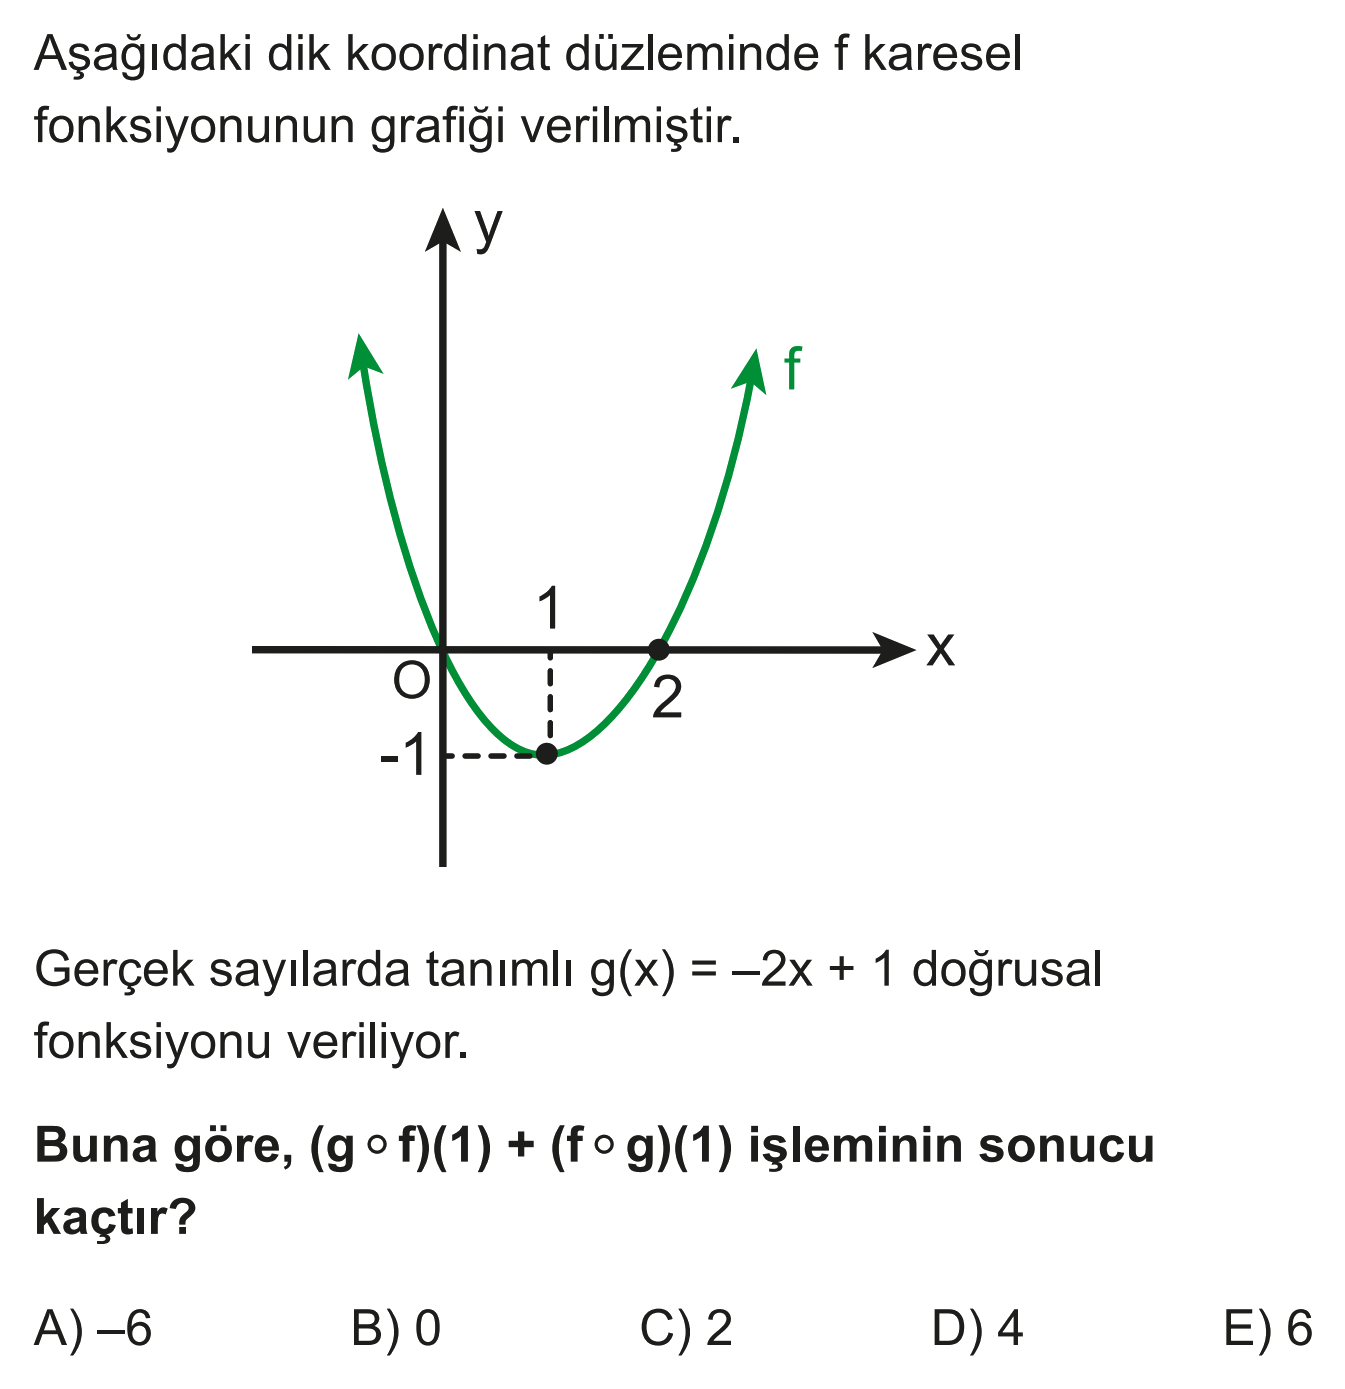 Aşağıdaki dik koordinat düzleminde f karesel
fonksiyonunun grafiği verilmiştir.
y
f
1
x
O
2
-1
Gerçek sayılarda tanımlı g(x) = –2x + 1 doğrusal
fonksiyonu veriliyor.
Buna göre, (g ∘ f)(1) + (f ∘ g)(1) işleminin sonucu
kaçtır?
A) –6 B) 0 C) 2 D) 4 E) 6